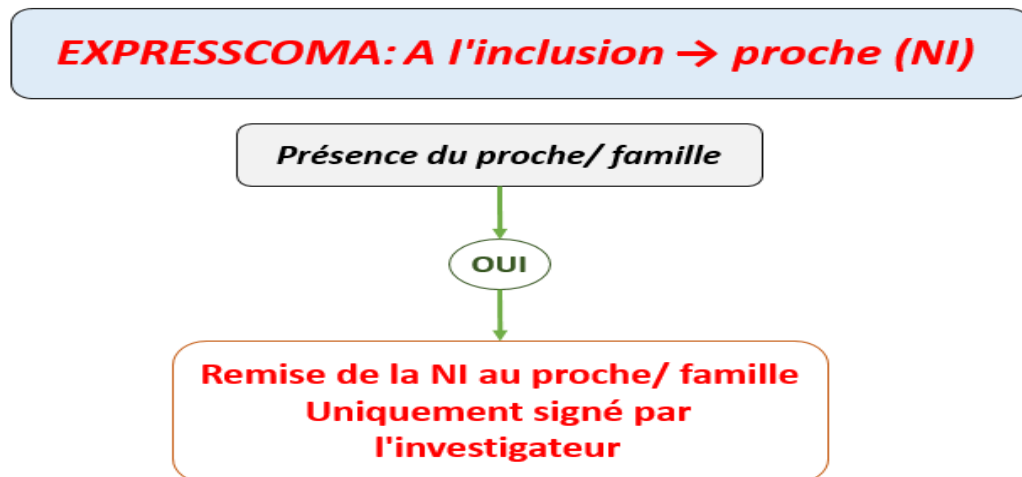 EXPRESSCOMA: A l'inclusion → proche (NI)
Présence du proche/ famille
OUI
Remise de la NI au proche/ famille
Uniquement signé par
l'investigateur